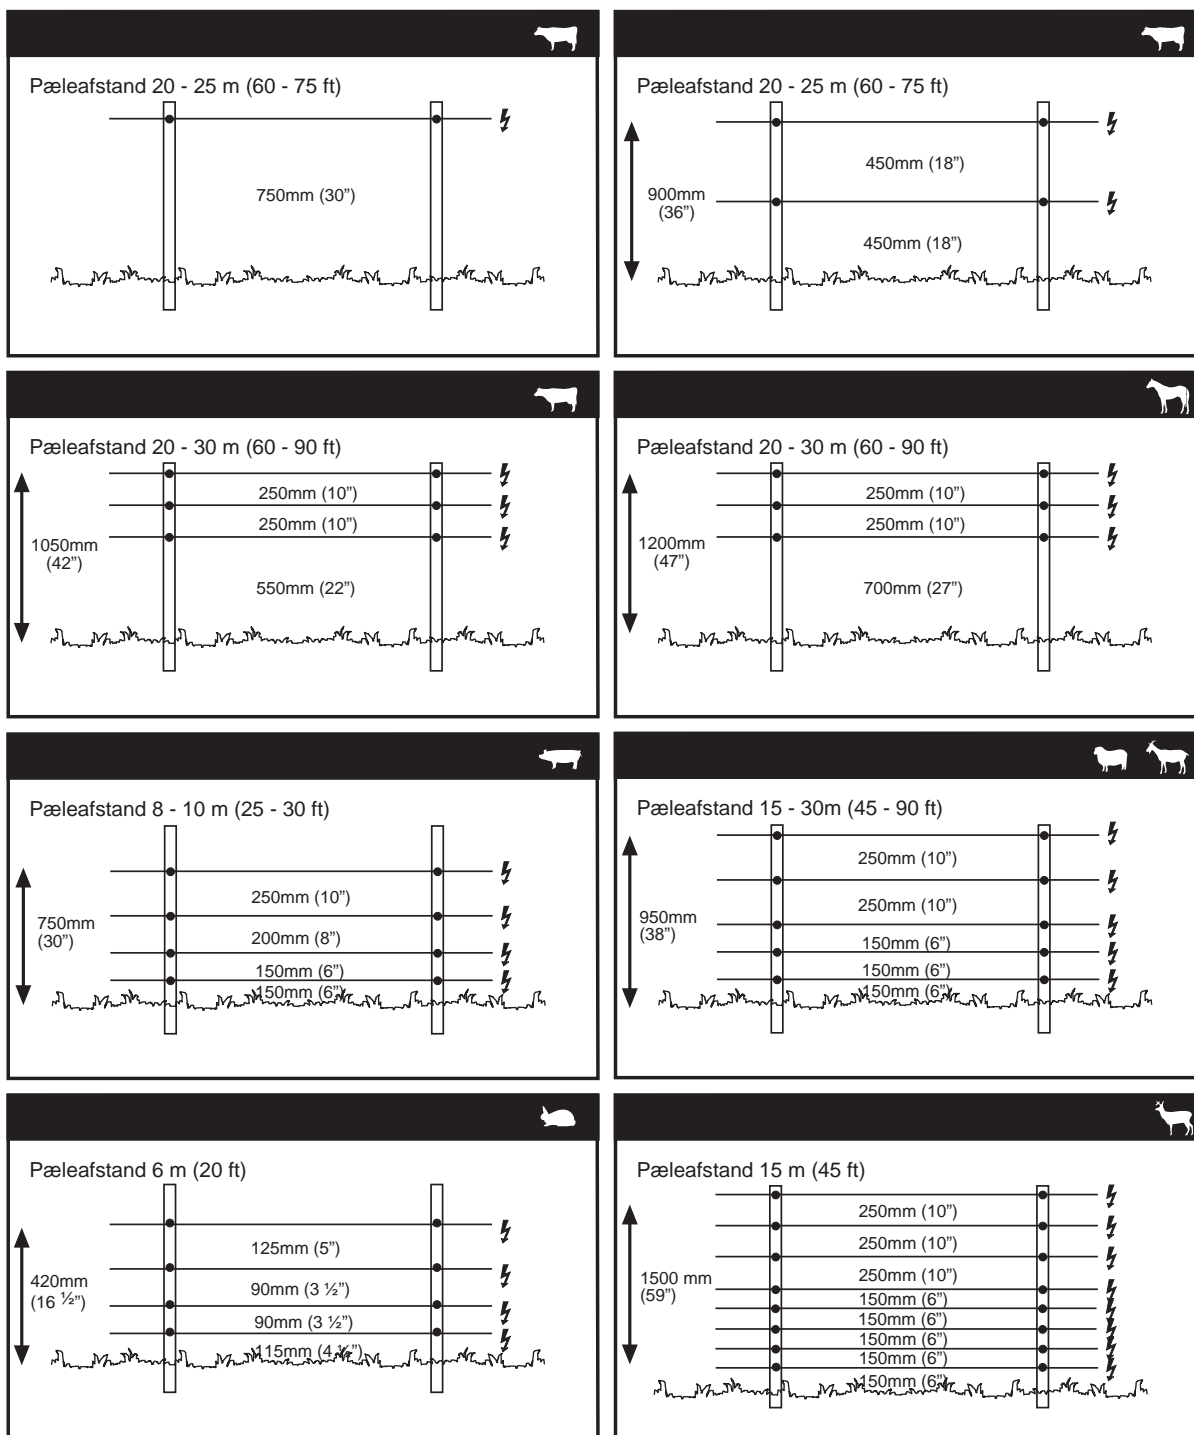 Pæleafstand 20 - 25 m (60 - 75 ft)
750mm (30”)
Pæleafstand 20 - 25 m (60 - 75 ft)
450mm (18”)
900mm
(36”)
450mm (18”)
Pæleafstand 20 - 30 m (60 - 90 ft)
250mm (10”)
250mm (10”)
1050mm
(42”)
550mm (22”)
Pæleafstand 20 - 30 m (60 - 90 ft)
250mm (10”)
250mm (10”)
1200mm
(47”)
700mm (27”)
Pæleafstand 8 - 10 m (25 - 30 ft)
250mm (10”)
750mm
(30”)
200mm (8”)
150mm (6”)
150mm (6”)
Pæleafstand 15 - 30m (45 - 90 ft)
250mm (10”)
250mm (10”)
950mm
(38”)
150mm (6”)
150mm (6”)
150mm (6”)
Pæleafstand 6 m (20 ft)
125mm (5”)
420mm
(16 ½”)
90mm (3 ½”)
90mm (3 ½”)
115mm (4 ½”)
Pæleafstand 15 m (45 ft)
250mm (10”)
250mm (10”)
1500 mm
(59”)
250mm (10”)
150mm (6”)
150mm (6”)
150mm (6”)
150mm (6”)
150mm (6”)